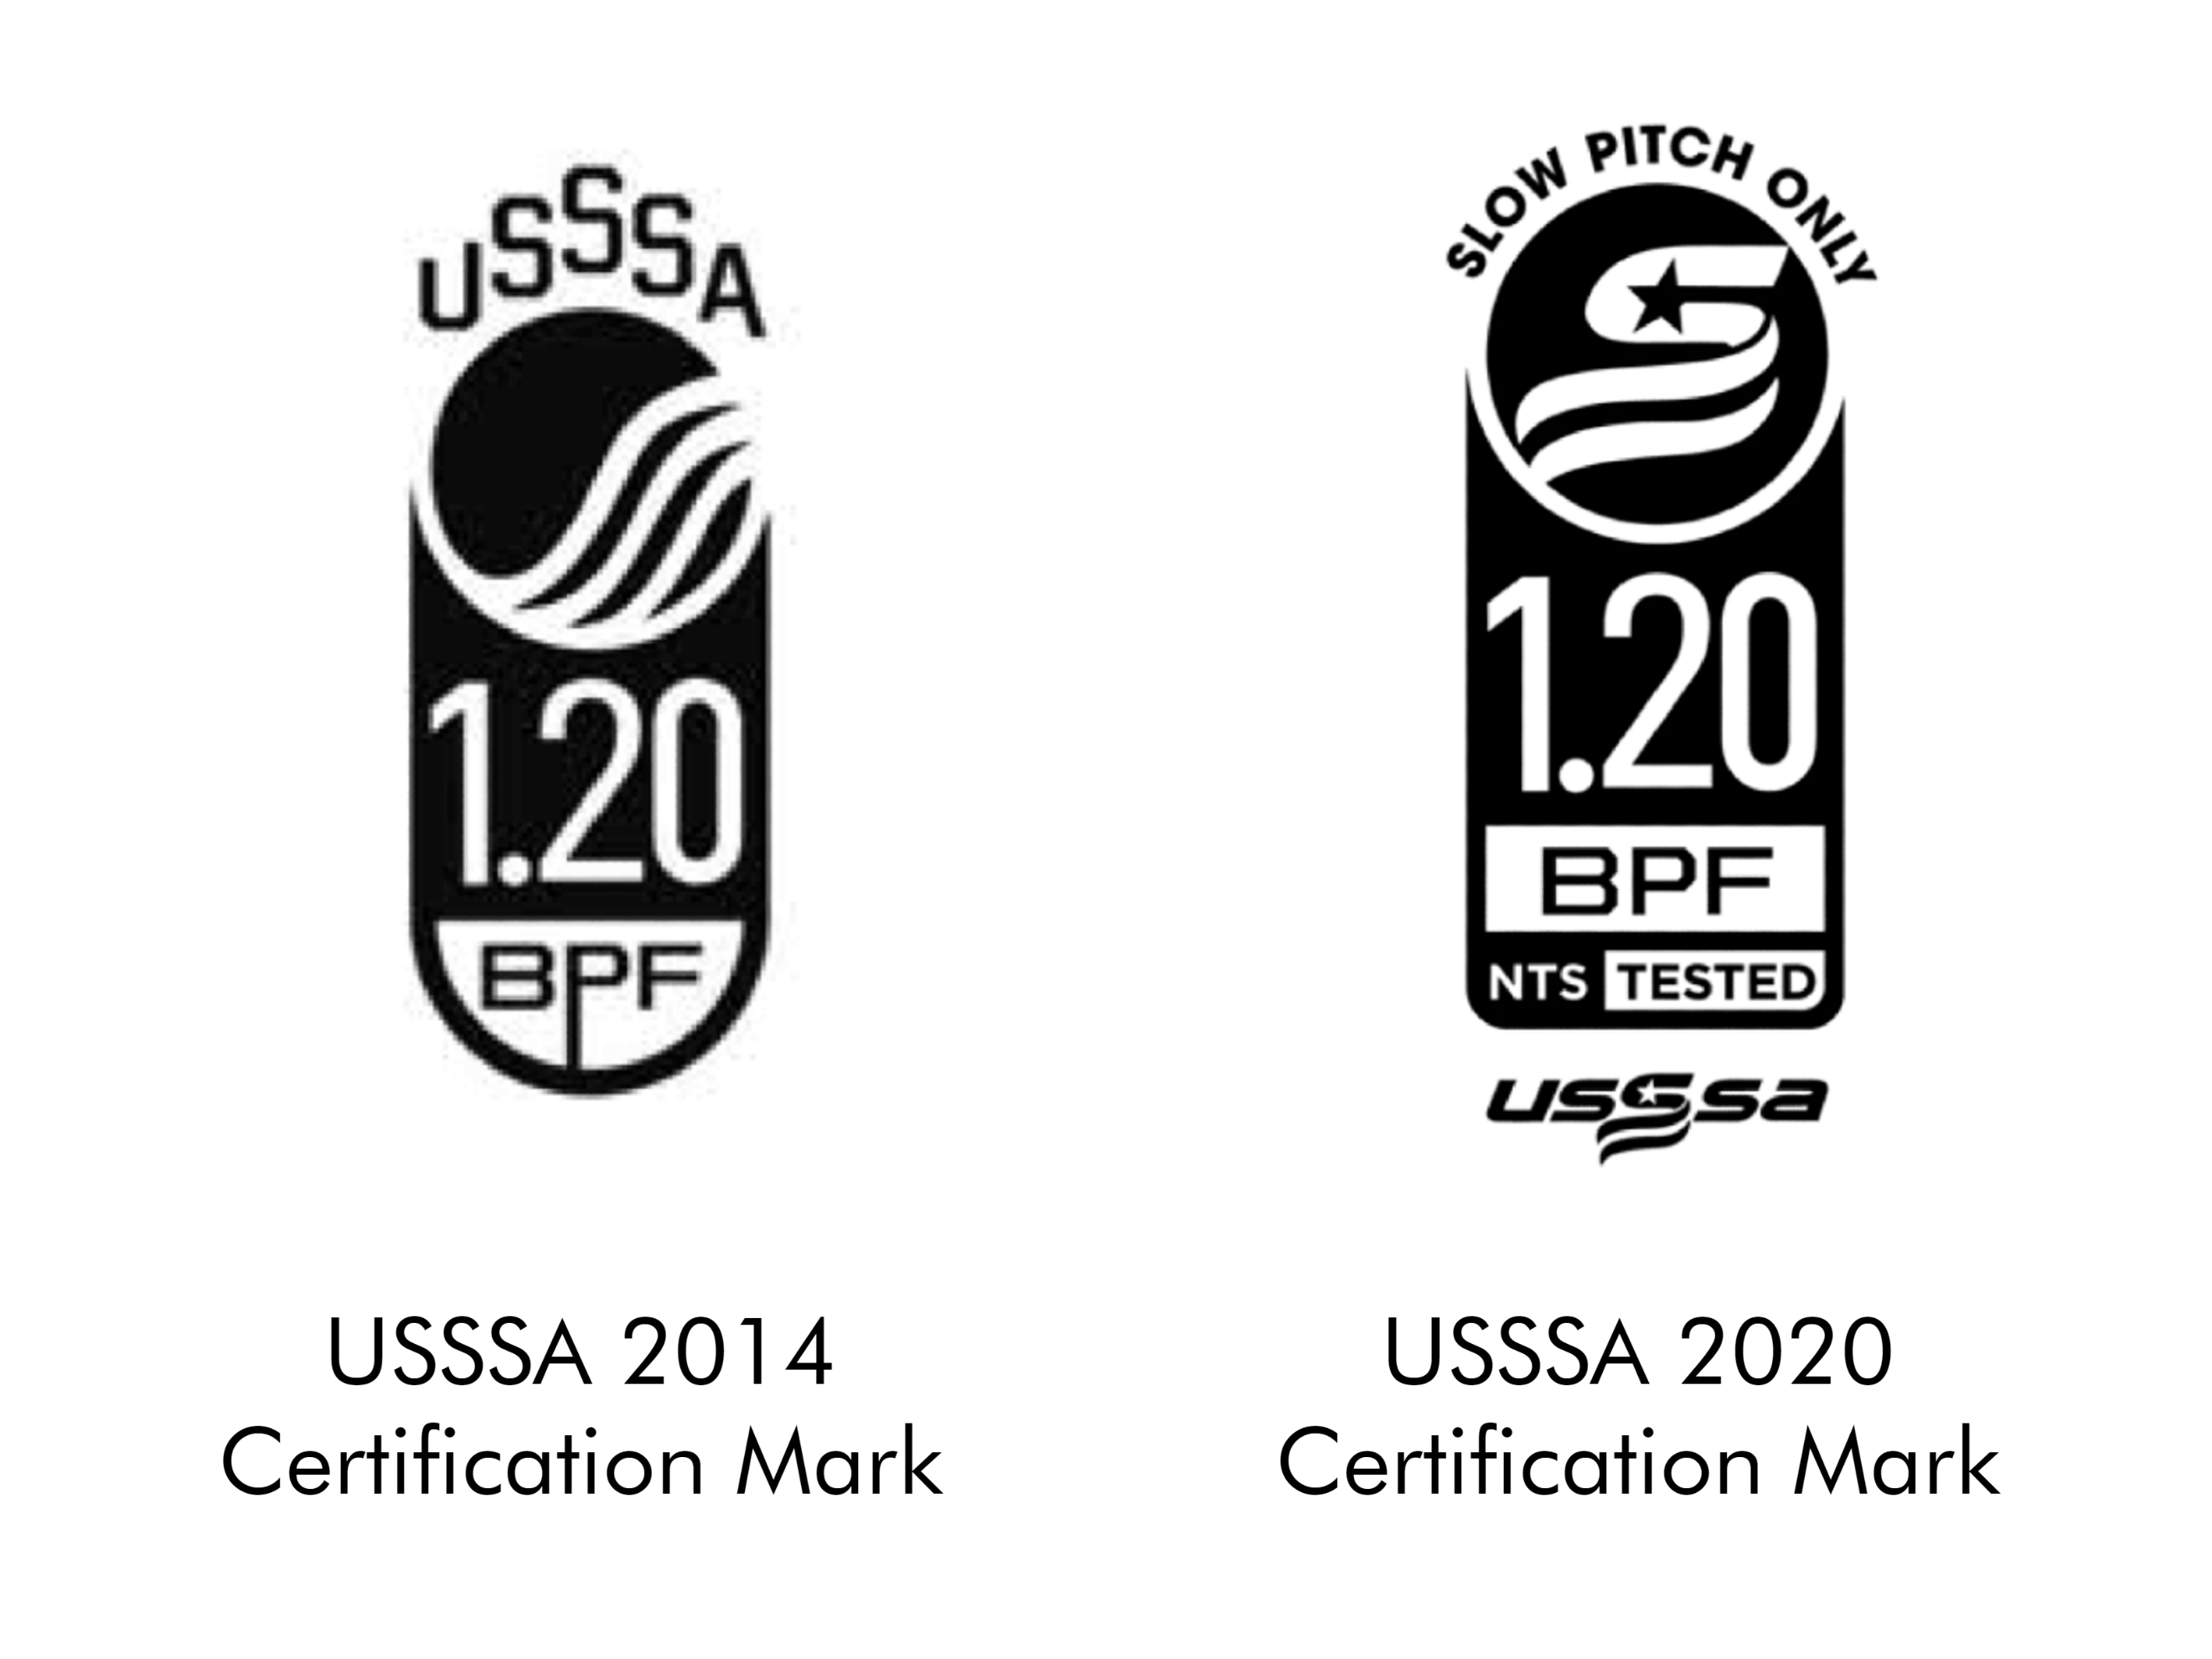 USSSA
1.20
BPF
USSSA 2014
Certification Mark
SLOW PITCH ONLY
1.20
BPF
NTS TESTED
usssa
USSSA 2020
Certification Mark